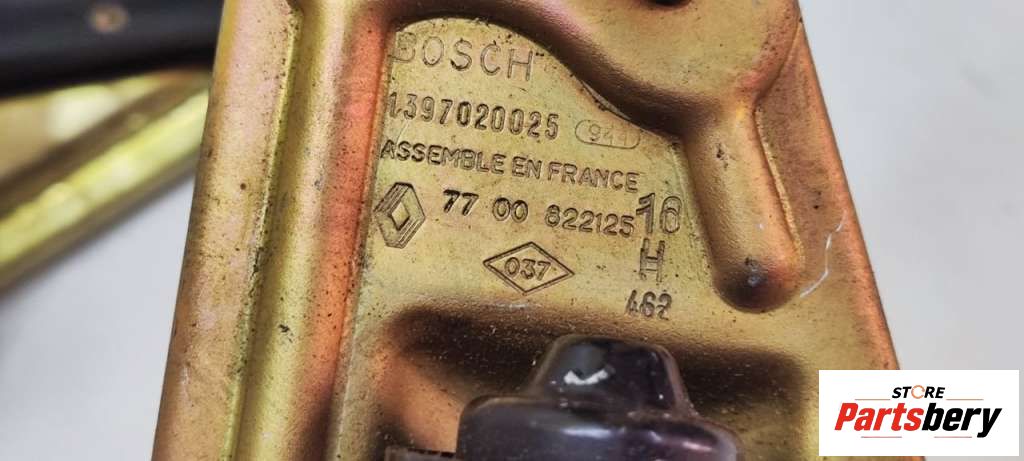 BOSCH
1397020025
ASSEMBLE EN FRANCE
77 00 822125 16
H
037
462
STORE
Partsbery